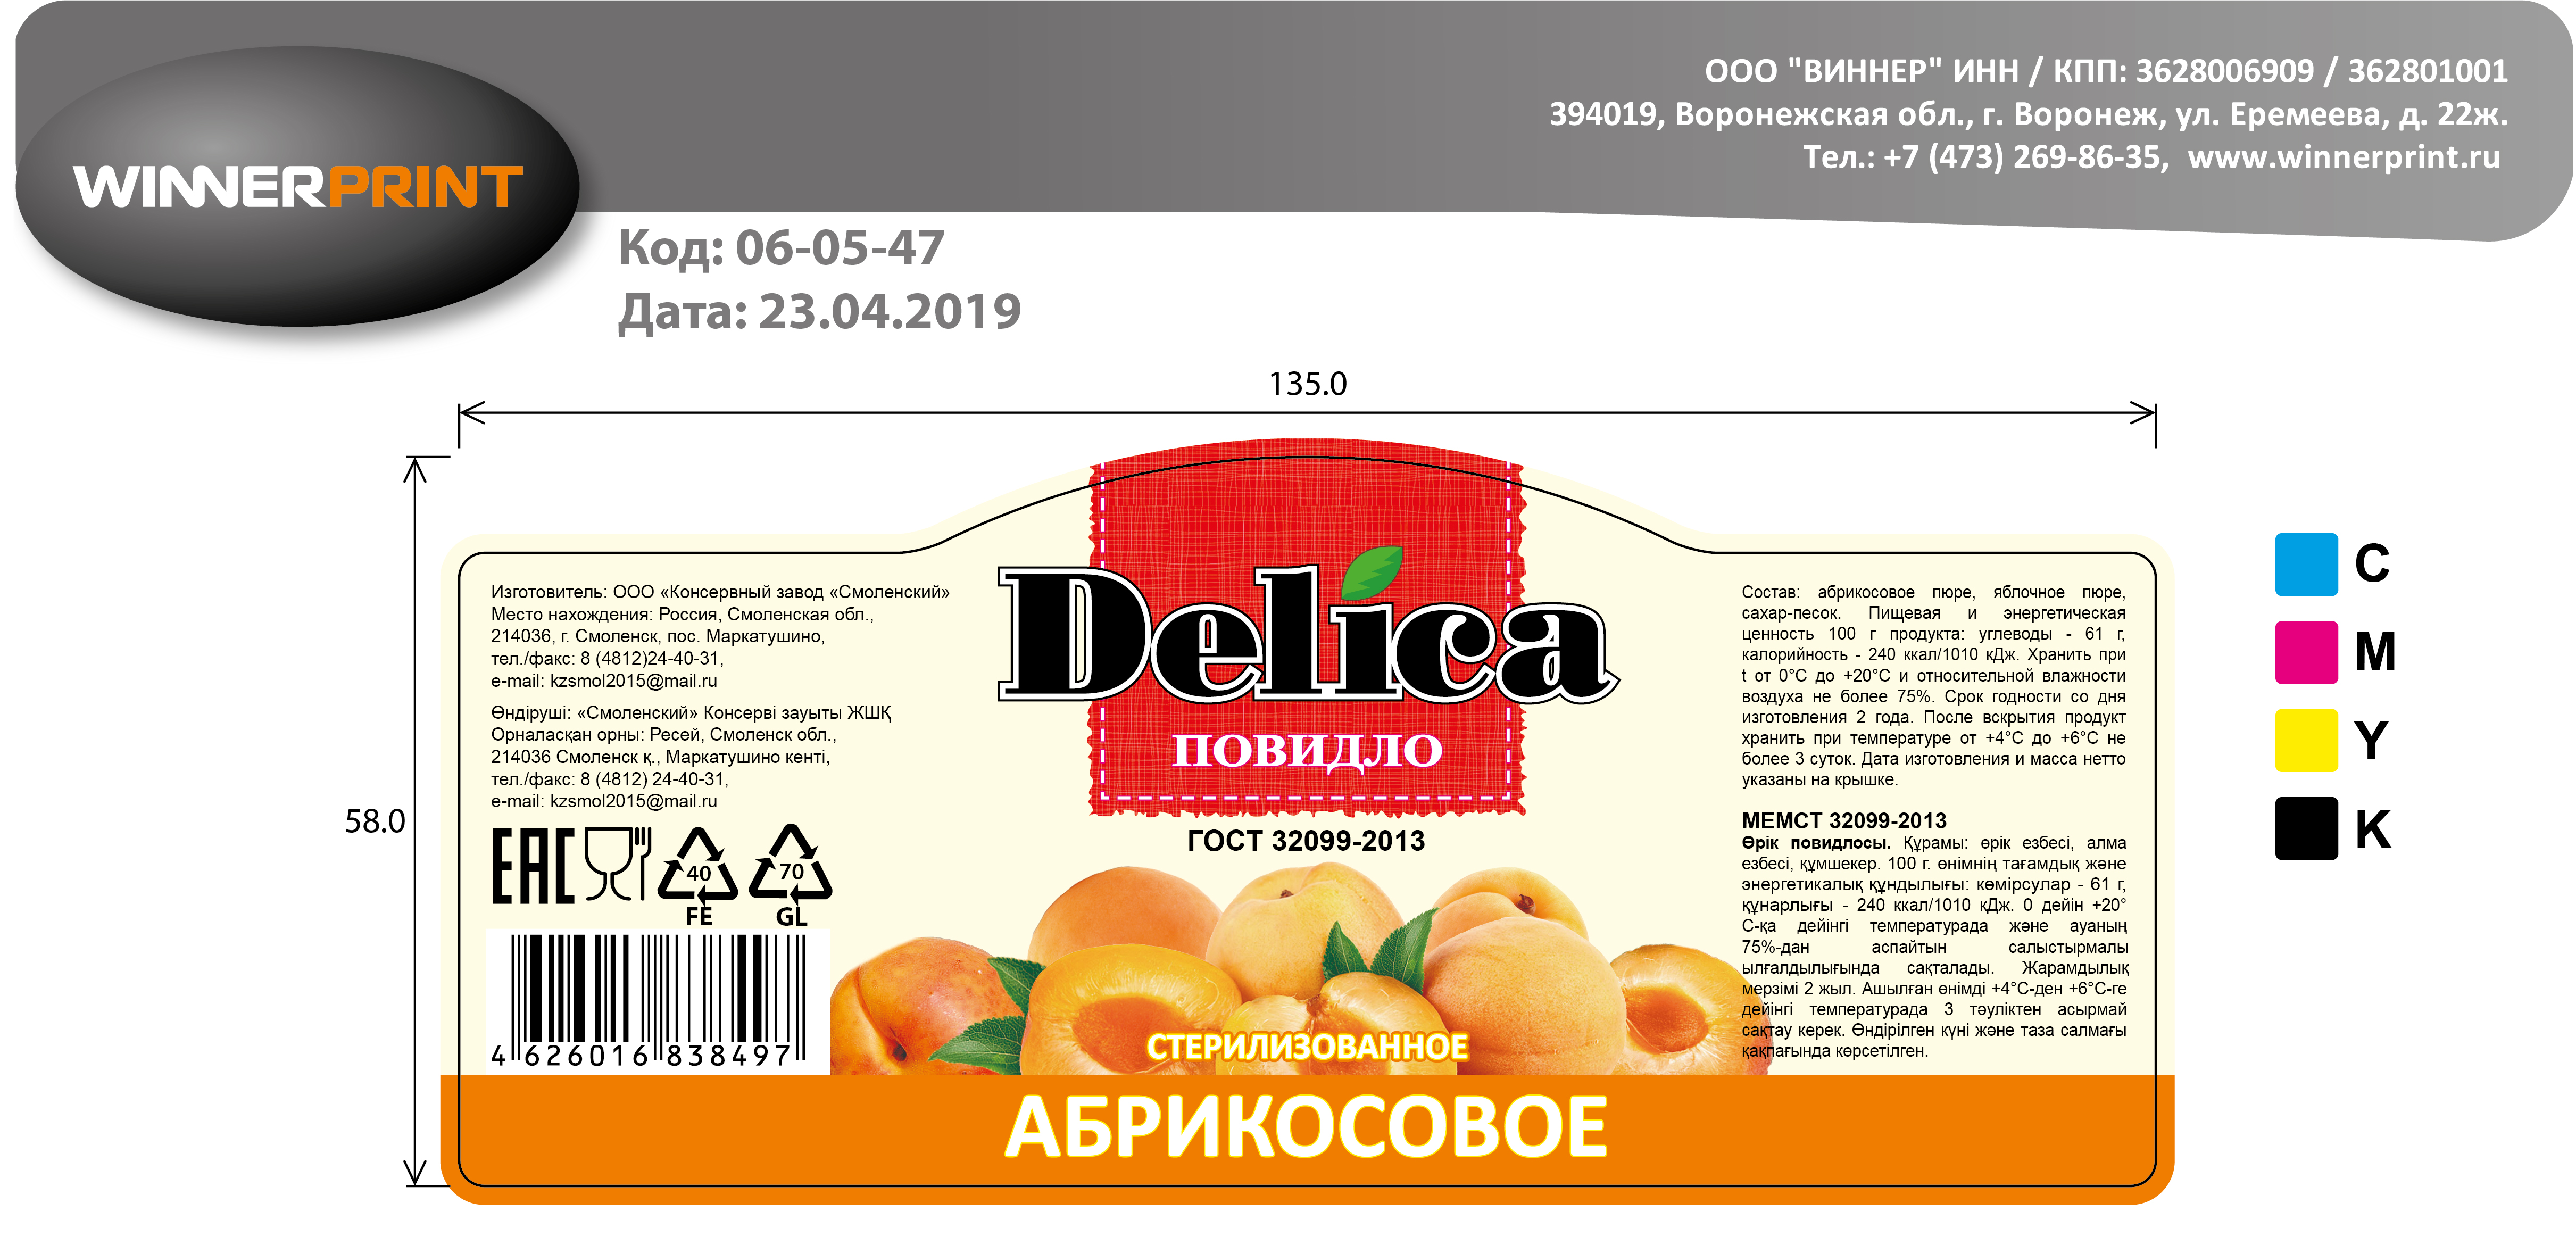 WINNERPRINT
ООО "ВИННЕР" ИНН / КПП: 3628006909 / 362801001
394019, Воронежская обл., г. Воронеж, ул. Еремеева, д. 22ж.
Тел.: +7 (473) 269-86-35, www.winnerprint.ru
Код: 06-05-47
Дата: 23.04.2019
135.0
58.0
Изготовитель: ООО «Консервный завод «Смоленский»
Место нахождения: Россия, Смоленская обл.,
214036, г. Смоленск, пос. Маркатушино,
тел./факс: 8 (4812)24-40-31,
e-mail: kzsmol2015@mail.ru
Өндіруші: «Смоленский» Консерві зауыты ЖШҚ
Орналасқан орны: Ресей, Смоленск обл.,
214036 Смоленск қ., Маркатушино кенті,
тел./факс: 8 (4812) 24-40-31,
e-mail: kzsmol2015@mail.ru
EAC
40
FE
70
GL
4 626016 838497
Delica
повидло
ГОСТ 32099-2013
СТЕРИЛИЗОВАННОЕ
АБРИКОСОВОЕ
Состав: абрикосовое пюре, яблочное пюре,
сахар-песок. Пищевая и энергетическая
ценность 100 г продукта: углеводы - 61 г,
калорийность - 240 ккал/1010 кДж. Хранить при
t от 0°С до +20°С и относительной влажности
воздуха не более 75%. Срок годности со дня
изготовления 2 года. После вскрытия продукт
хранить при температуре от +4°С до +6°С не
более 3 суток. Дата изготовления и масса нетто
указаны на крышке.
МЕМСТ 32099-2013
Өрік повидлосы. Құрамы: өрік езбесі, алма
езбесі, құмшекер. 100 г. өнімнің тағамдық және
энергетикалық құндылығы: көмірсулар - 61 г,
құнарлығы - 240 ккал/1010 кДж. 0 дейін +20°
С-қа дейінгі температурада және ауаның
75%-дан аспайтын салыстырмалы
ылғалдылығында сақталады. Жарамдылық
мерзімі 2 жыл. Ашылған өнімді +4°С-ден +6°С-ге
дейінгі температурада 3 тәуліктен асырмай
сақтау керек. Өндірілген күні және таза салмағы
қақпағында көрсетілген.
C
M
Y
K